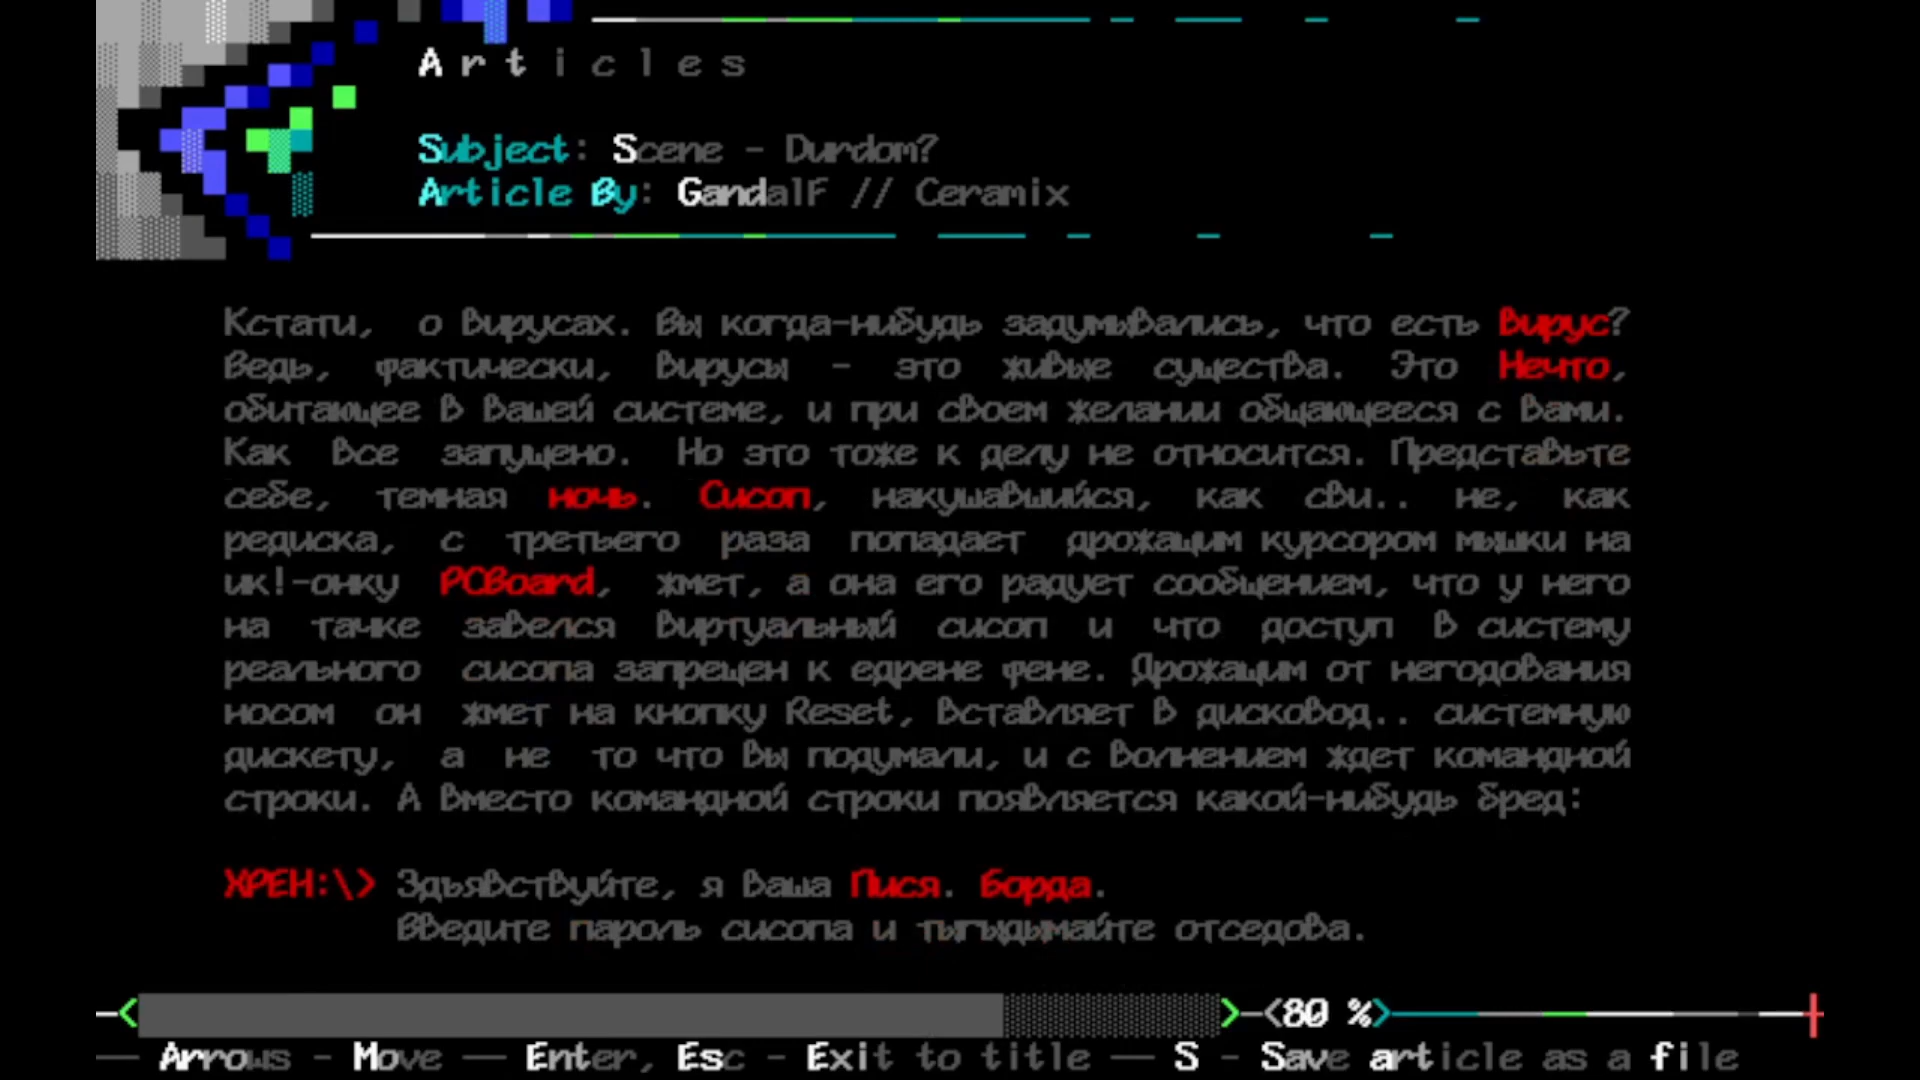 Articles
Subject: Scene - Durdom?
Article By: Gandalf // Ceramix
Кстати, о вирусах. Вы когда-нибудь задумывались, что есть Вирус?
Ведь, фактически, вирусы - это живые существа. Это Нечто,
обитающее в вашей системе, и при своем желании общающееся с вами.
Как все запущено. Но это тоже к делу не относится. Представьте
себе, темная ночь. Сисоп, накушавшийся, как сви.. не, как
редиска, с третьего раза попадает дрожащим курсором мышки на
ик!-онку PCBoard, жмет, а она его радует сообщением, что у него
на тачке завелся виртуальный сисоп и что доступ в систему
реального сисопа запрещен к едрене фене. Дрожащим от негодования
носом он жмет на кнопку Reset, вставляет в дисковод.. системную
дискету, а не то что вы подумали, и с волнением ждет командной
строки. А вместо командной строки появляется какой-нибудь бред:
ХРЕН:\> Здьявствуйте, я ваша Пися. Борда.
Введите пароль сисопа и тыгыдымайте отседова.
<80 %>
Arrows - Move — Enter, Esc - Exit to title — S - Save article as a file